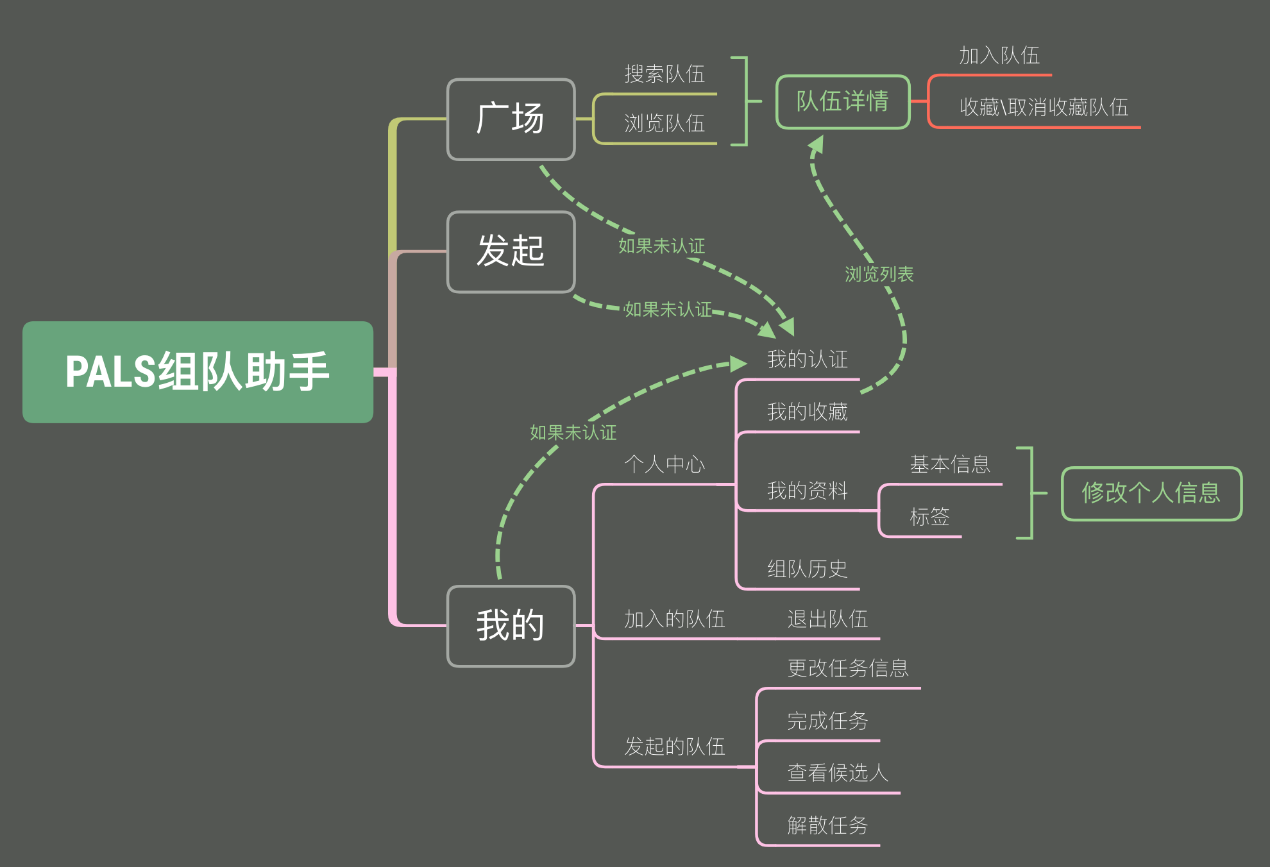 PALS组队助手
广场
搜索队伍
浏览队伍
队伍详情
加入队伍
收藏\取消收藏队伍
发起
如果未认证
如果未认证
浏览列表
如果未认证
我的
个人中心
我的认证
我的收藏
我的资料
基本信息
标签
修改个人信息
组队历史
加入的队伍
退出队伍
发起的队伍
更改任务信息
完成任务
查看候选人
解散任务